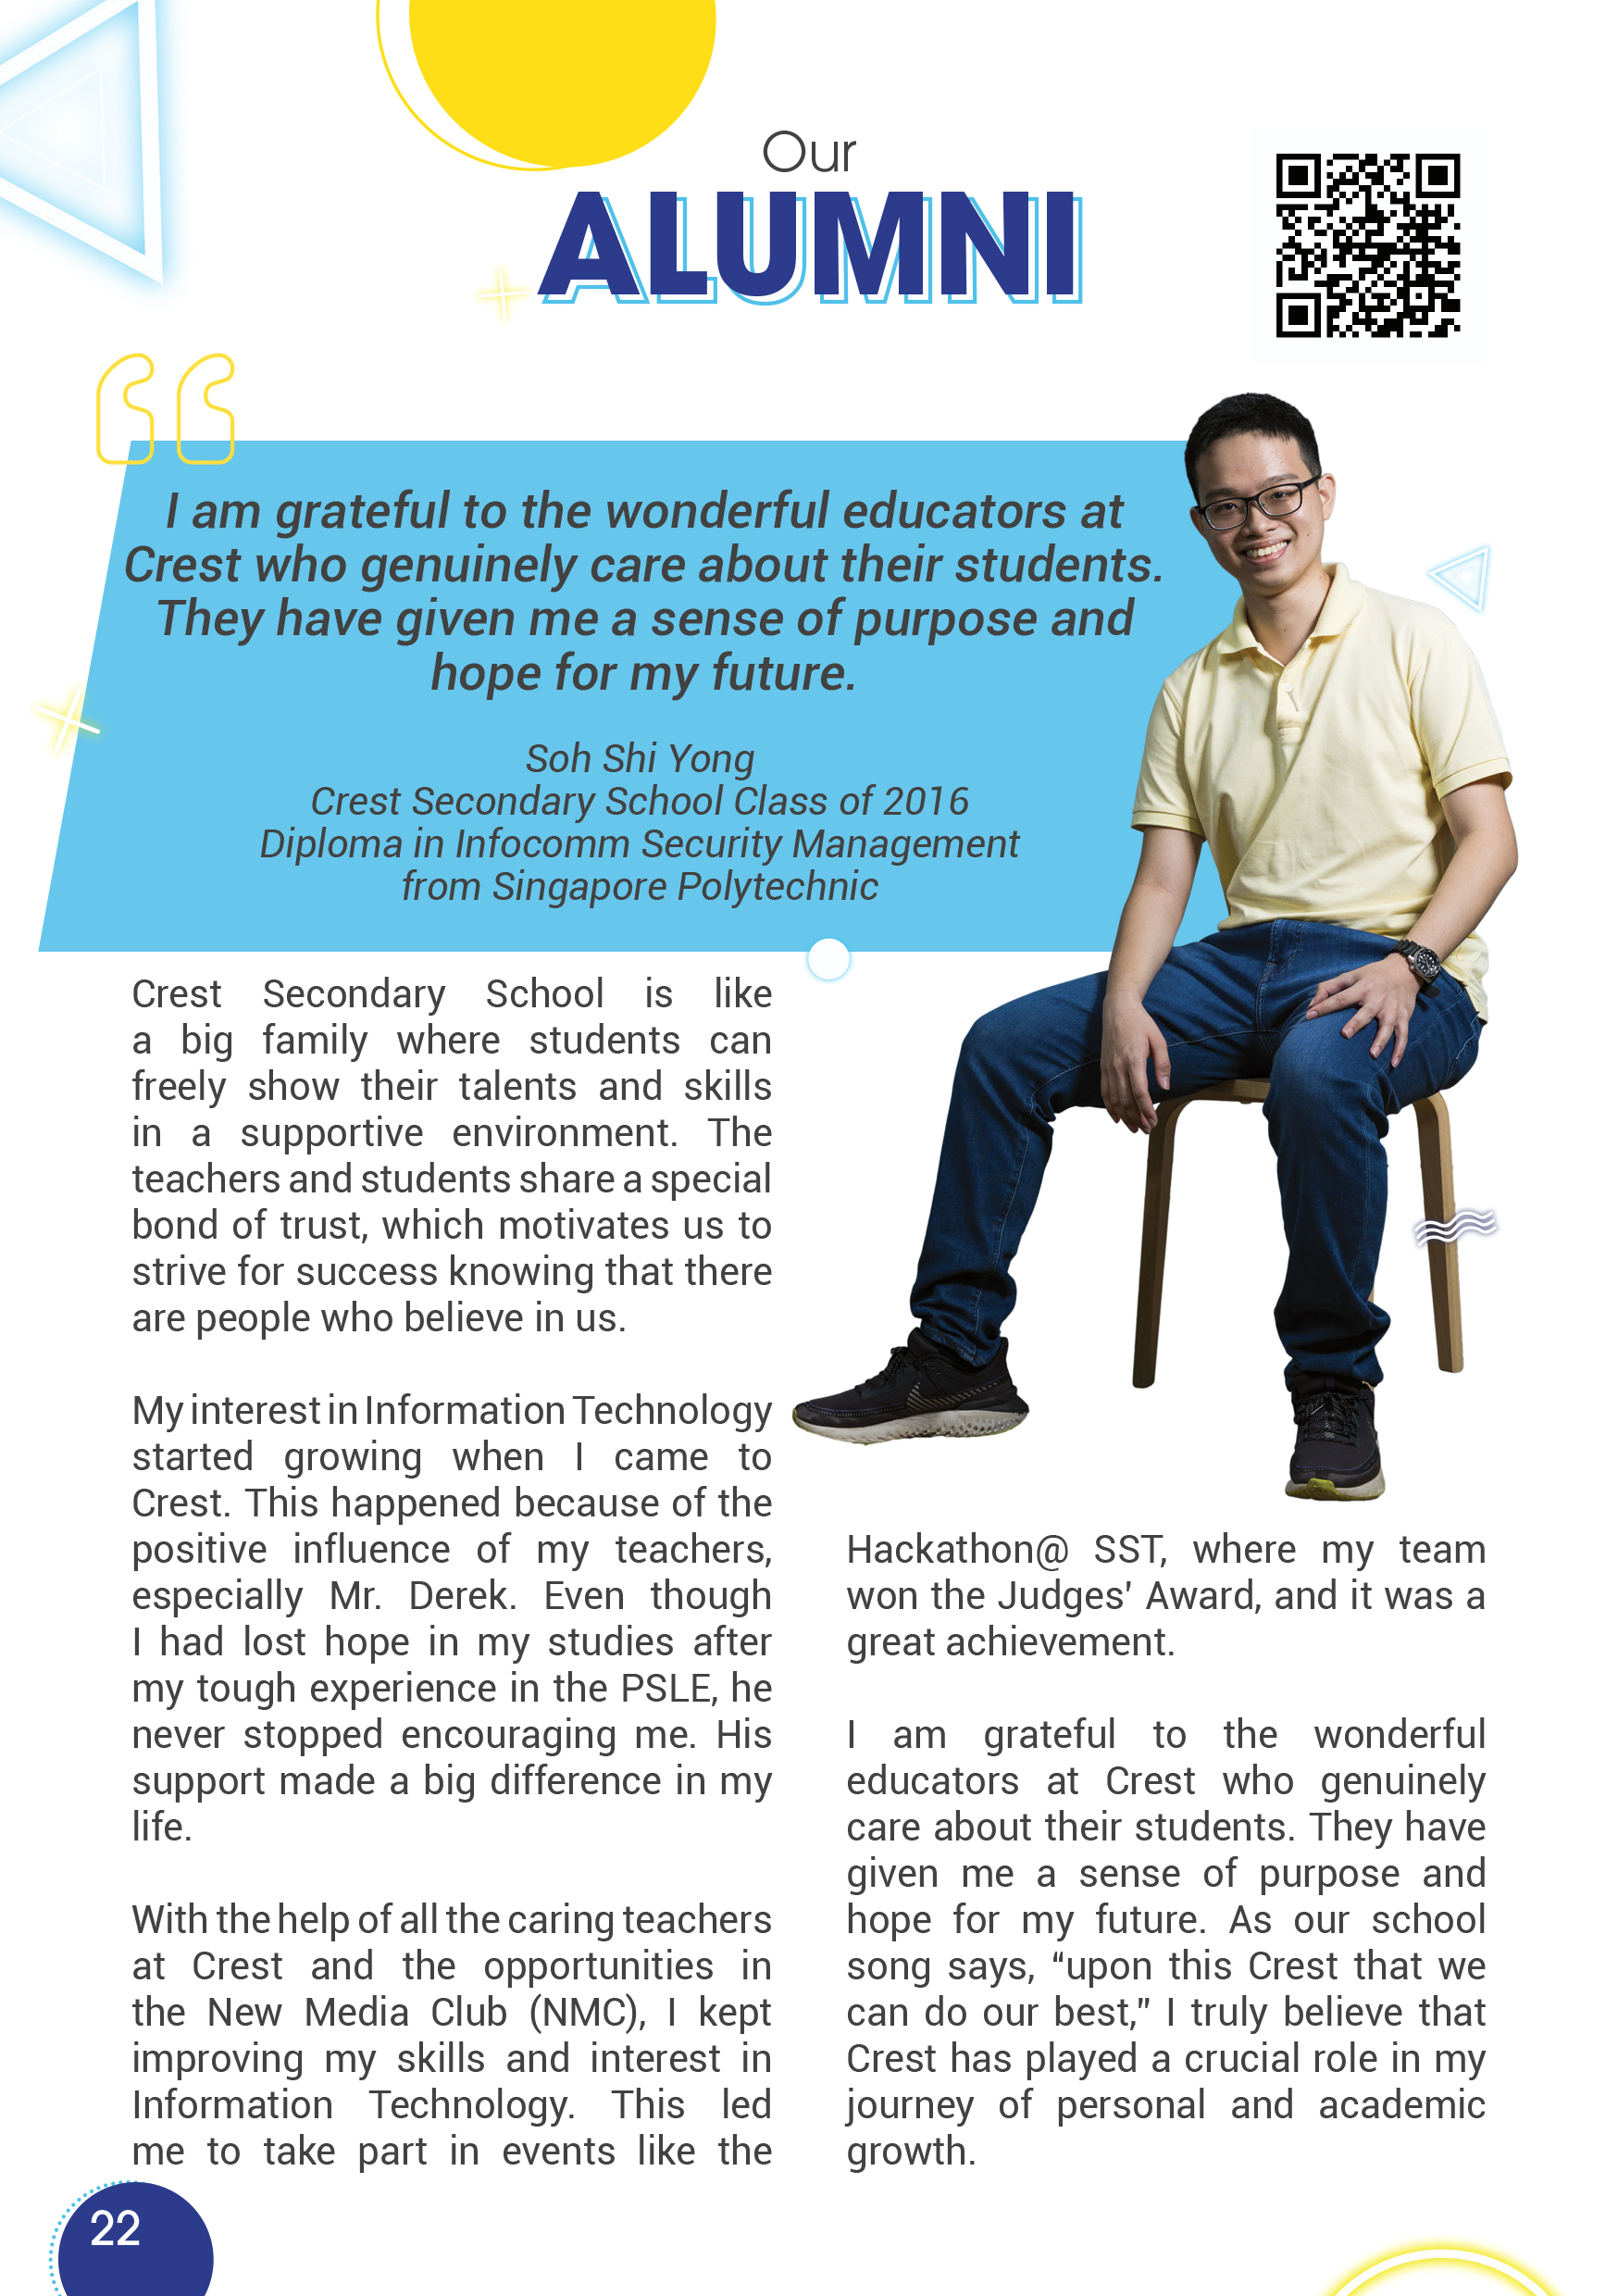 Our
ALUMNI
I am grateful to the wonderful educators at
Crest who genuinely care about their students.
They have given me a sense of purpose and
hope for my future.
Soh Shi Yong
Crest Secondary School Class of 2016
Diploma in Infocomm Security Management
from Singapore Polytechnic
Crest Secondary School is like
a big family where students can
freely show their talents and skills
in a supportive environment. The
teachers and students share a special
bond of trust, which motivates us to
strive for success knowing that there
are people who believe in us.
My interest in Information Technology
started growing when I came to
Crest. This happened because of the
positive influence of my teachers,
especially Mr. Derek. Even though
I had lost hope in my studies after
my tough experience in the PSLE, he
never stopped encouraging me. His
support made a big difference in my
life.
With the help of all the caring teachers
at Crest and the opportunities in
the New Media Club (NMC), I kept
improving my skills and interest in
Information Technology. This led
me to take part in events like the
Hackathon@ SST, where my team
won the Judges' Award, and it was a
great achievement.
I am grateful to the wonderful
educators at Crest who genuinely
care about their students. They have
given me a sense of purpose and
hope for my future. As our school
song says, “upon this Crest that we
can do our best,” I truly believe that
Crest has played a crucial role in my
journey of personal and academic
growth.
22